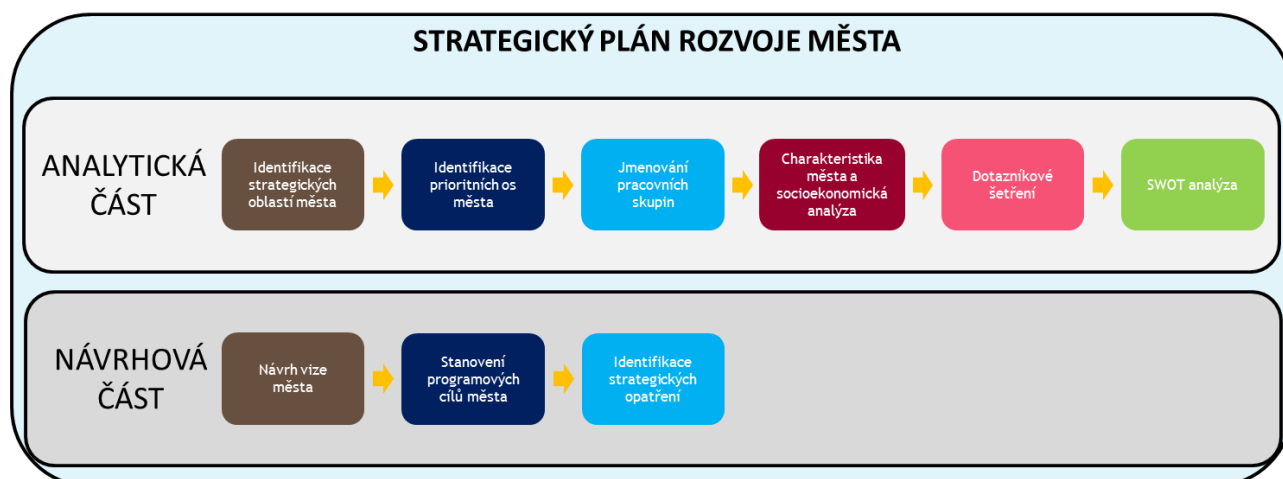 STRATEGICKÝ PLÁN ROZVOJE MĚSTA
ANALYTICKÁ
ČÁST
Identifikace
strategických
oblastí města
Identifikace
prioritních os
města
Jmenování
pracovních
skupin
Charakteristika
města a
socioekonomická
analýza
Dotazníkové
šetření
SWOT analýza
NÁVRHOVÁ
ČÁST
Návrh vize
města
Stanovení
programových
cílů města
Identifikace
strategických
opatření